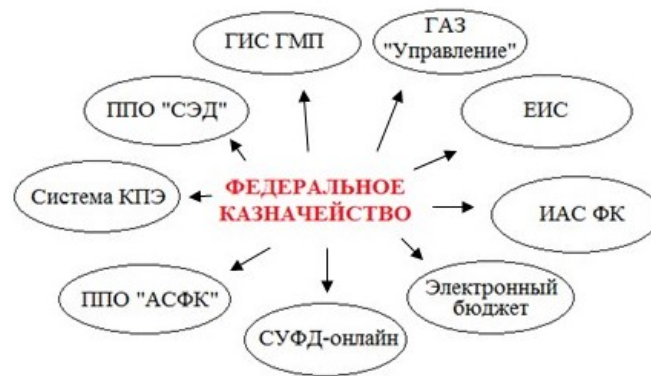 ГИС ГМП
ГАЗ
"Управление"
ППО "СЭД"
ЕИС
Система КПЭ
ФЕДЕРАЛЬНОЕ
КАЗНАЧЕЙСТВО
ИАС ФК
ППО "АСФК"
Электронный
бюджет
СУФД-онлайн